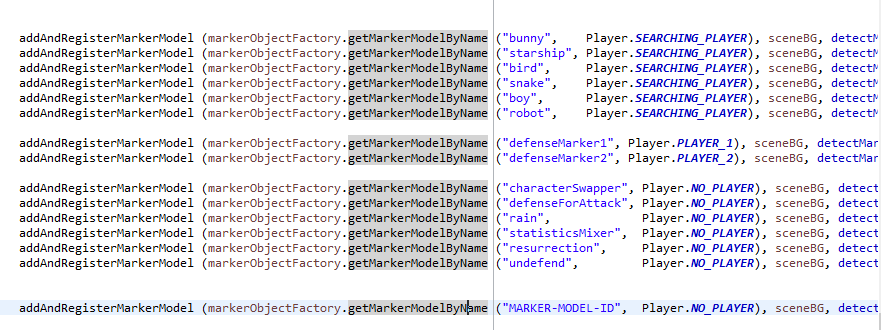 addAndRegisterMarkerModel (markerObjectFactory.getMarkerModelByName ("bunny",    Player.SEARCHING_PLAYER), sceneBG, detectM
addAndRegisterMarkerModel (markerObjectFactory.getMarkerModelByName ("starship", Player.SEARCHING_PLAYER), sceneBG, detectM
addAndRegisterMarkerModel (markerObjectFactory.getMarkerModelByName ("bird",     Player.SEARCHING_PLAYER), sceneBG, detectM
addAndRegisterMarkerModel (markerObjectFactory.getMarkerModelByName ("snake",    Player.SEARCHING_PLAYER), sceneBG, detectM
addAndRegisterMarkerModel (markerObjectFactory.getMarkerModelByName ("boy",      Player.SEARCHING_PLAYER), sceneBG, detectM
addAndRegisterMarkerModel (markerObjectFactory.getMarkerModelByName ("robot",    Player.SEARCHING_PLAYER), sceneBG, detectM
addAndRegisterMarkerModel (markerObjectFactory.getMarkerModelByName ("defenseMarker1", Player.PLAYER_1), sceneBG, detectMar
addAndRegisterMarkerModel (markerObjectFactory.getMarkerModelByName ("defenseMarker2", Player.PLAYER_2), sceneBG, detectMar
addAndRegisterMarkerModel (markerObjectFactory.getMarkerModelByName ("characterSwapper", Player.NO_PLAYER), sceneBG, detect
addAndRegisterMarkerModel (markerObjectFactory.getMarkerModelByName ("defenseForAttack", Player.NO_PLAYER), sceneBG, detect
addAndRegisterMarkerModel (markerObjectFactory.getMarkerModelByName ("rain",             Player.NO_PLAYER), sceneBG, detect
addAndRegisterMarkerModel (markerObjectFactory.getMarkerModelByName ("statisticsMixer",  Player.NO_PLAYER), sceneBG, detect
addAndRegisterMarkerModel (markerObjectFactory.getMarkerModelByName ("resurrection",     Player.NO_PLAYER), sceneBG, detect
addAndRegisterMarkerModel (markerObjectFactory.getMarkerModelByName ("undefend",         Player.NO_PLAYER), sceneBG, detect
addAndRegisterMarkerModel (markerObjectFactory.getMarkerModelByName ("MARKER-MODEL-ID",  Player.NO_PLAYER), sceneBG, detect